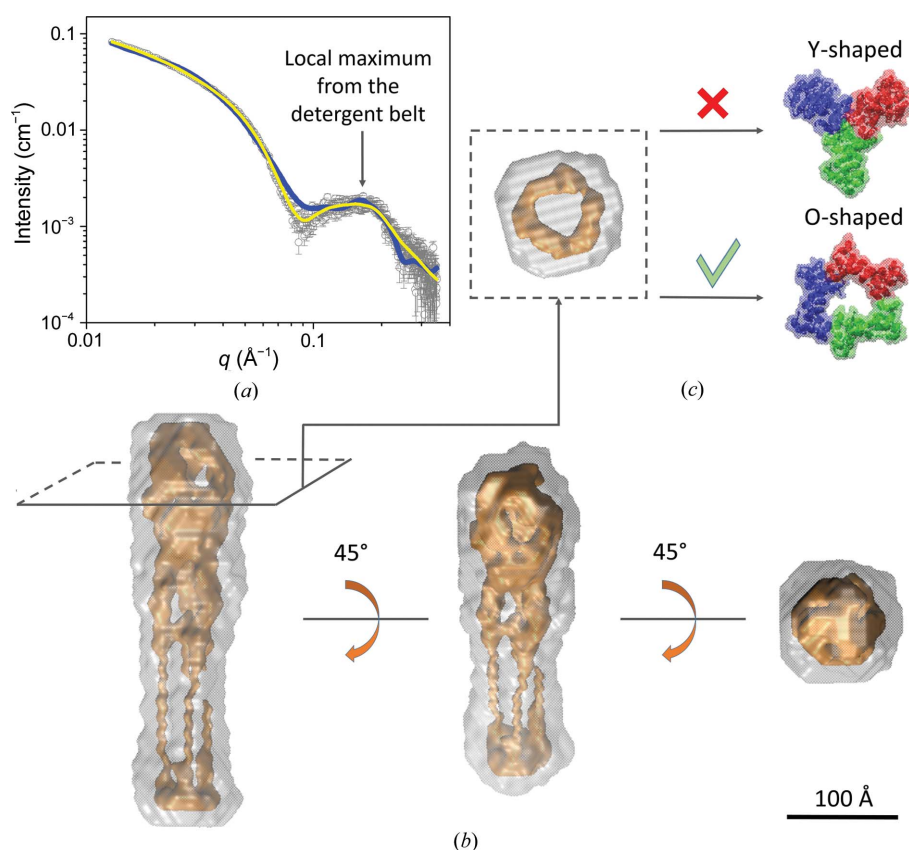 0.1
0.01
10⁻³
10⁻⁴
Intensity (cm⁻¹)
Local maximum
from the
detergent belt
0.01
0.1
q (Å⁻¹)
(a)
Y-shaped
O-shaped
(c)
45°
45°
100 Å
(b)